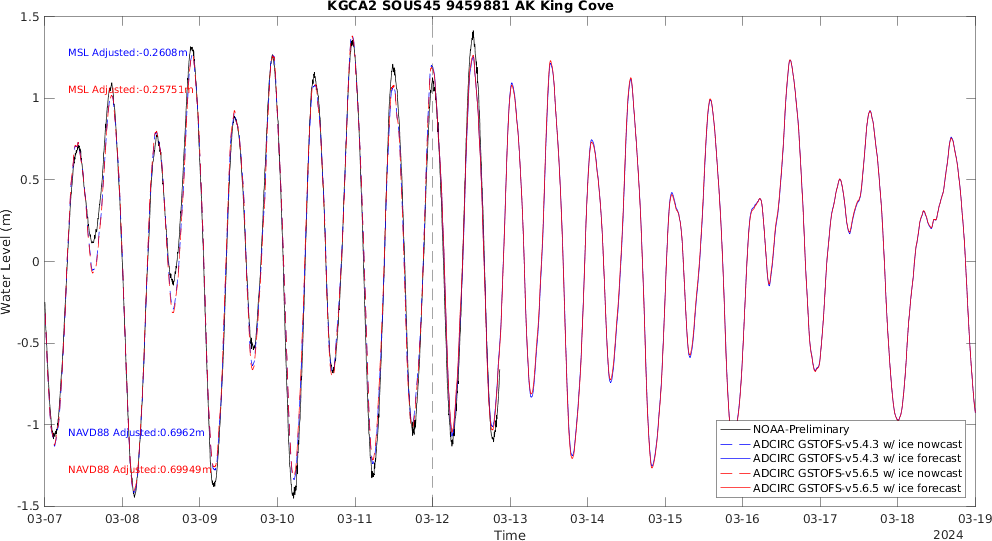 KGCA2 SOUS45 9459881 AK King Cove
Water Level (m)
1.5
1
0.5
0
-0.5
-1
-1.5
MSL Adjusted:-0.2608m
MSL Adjusted:-0.25751m
NAVD88 Adjusted:0.6962m
NAVD88 Adjusted:0.69949m
NOAA-Preliminary
ADCIRC GSTOFS-v5.4.3 w/ ice nowcast
ADCIRC GSTOFS-v5.4.3 w/ ice forecast
ADCIRC GSTOFS-v5.6.5 w/ ice nowcast
ADCIRC GSTOFS-v5.6.5 w/ ice forecast
03-07 03-08 03-09 03-10 03-11 03-12 03-13 03-14 03-15 03-16 03-17 03-18 03-19
Time
2024